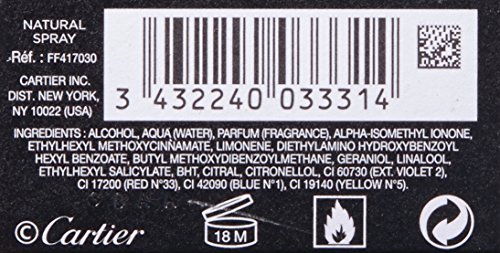 NATURAL
SPRAY
Réf. : FF417030
CARTIER INC.
DIST. NEW YORK,
NY 10022 (USA)
3 432240 033314
INGREDIENTS : ALCOHOL, AQUA (WATER), PARFUM (FRAGRANCE), ALPHA-ISOMETHYL IONONE,
ETHYLHEXYL METHOXYCINNAMATE, LIMONENE, DIETHYLAMINO HYDROXYBENZOYL
HEXYL BENZOATE, BUTYL METHOXYDIBENZOYLMETHANE, GERANIOL, LINALOOL,
ETHYLHEXYL SALICYLATE, BHT, CITRAL, CITRONELLOL, CI 60730 (EXT. VIOLET 2),
CI 17200 (RED N°33), CI 42090 (BLUE N°1), CI 19140 (YELLOW N°5).
© Cartier
18 M